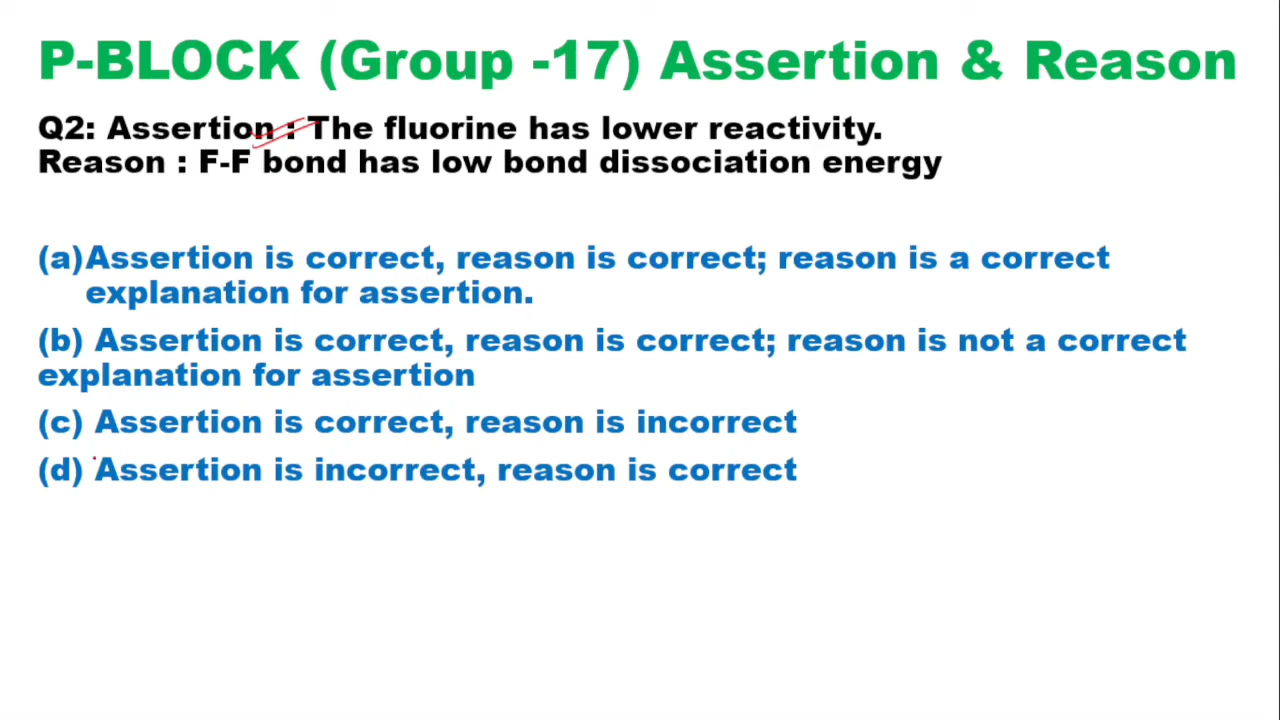 P-BLOCK (Group -17) Assertion & Reason
Q2: Assertion : The fluorine has lower reactivity.
Reason : F-F bond has low bond dissociation energy
(a)Assertion is correct, reason is correct; reason is a correct
explanation for assertion.
(b) Assertion is correct, reason is correct; reason is not a correct
explanation for assertion
(c) Assertion is correct, reason is incorrect
(d) Assertion is incorrect, reason is correct